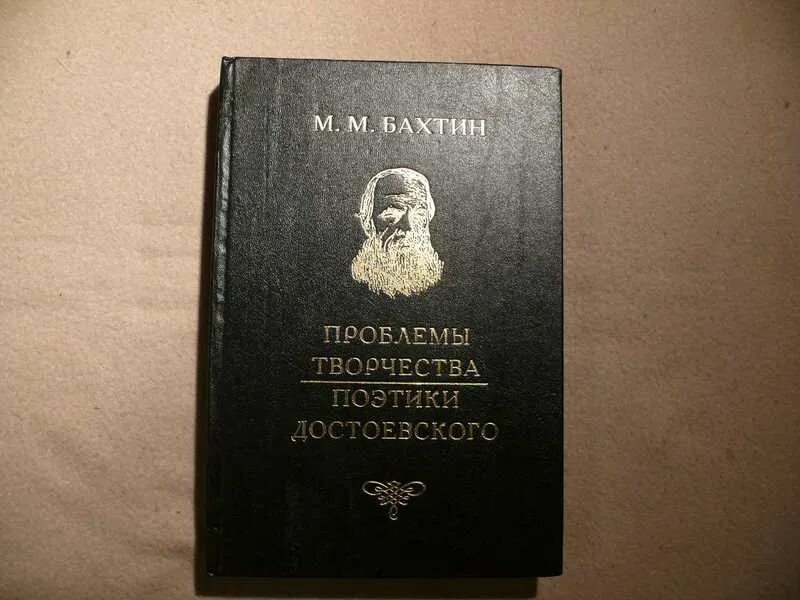 М. М. БАХТИН
ПРОБЛЕМЫ
ТВОРЧЕСТВА
ПОЭТИКИ
ДОСТОЕВСКОГО